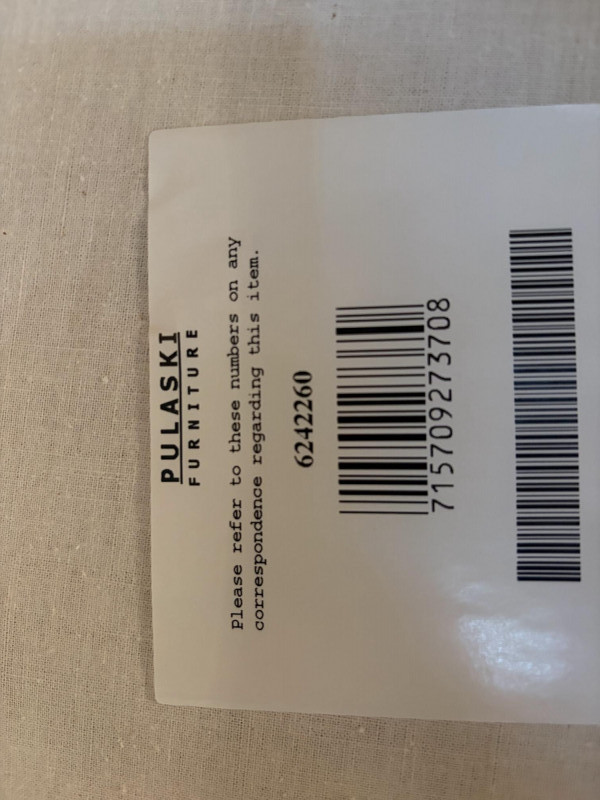 PULASKI
FURNITURE
Please refer to these numbers on any
correspondence regarding this item.
6242260
715709273708